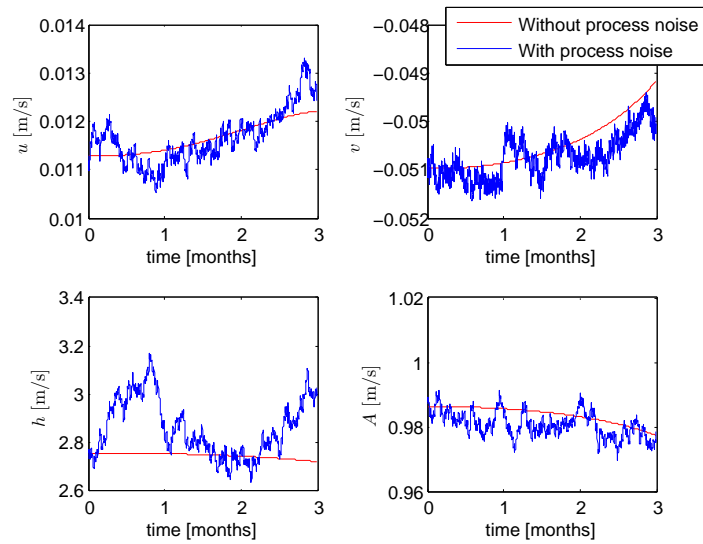 Without process noise
With process noise
0.014
0.013
0.012
0.011
0.01
u [m/s]
0 1 2 3
time [months]
−0.048
−0.049
−0.05
−0.051
−0.052
v [m/s]
0 1 2 3
time [months]
3.4
3.2
3
2.8
2.6
h [m/s]
0 1 2 3
time [months]
1.02
1
0.98
0.96
A [m/s]
0 1 2 3
time [months]